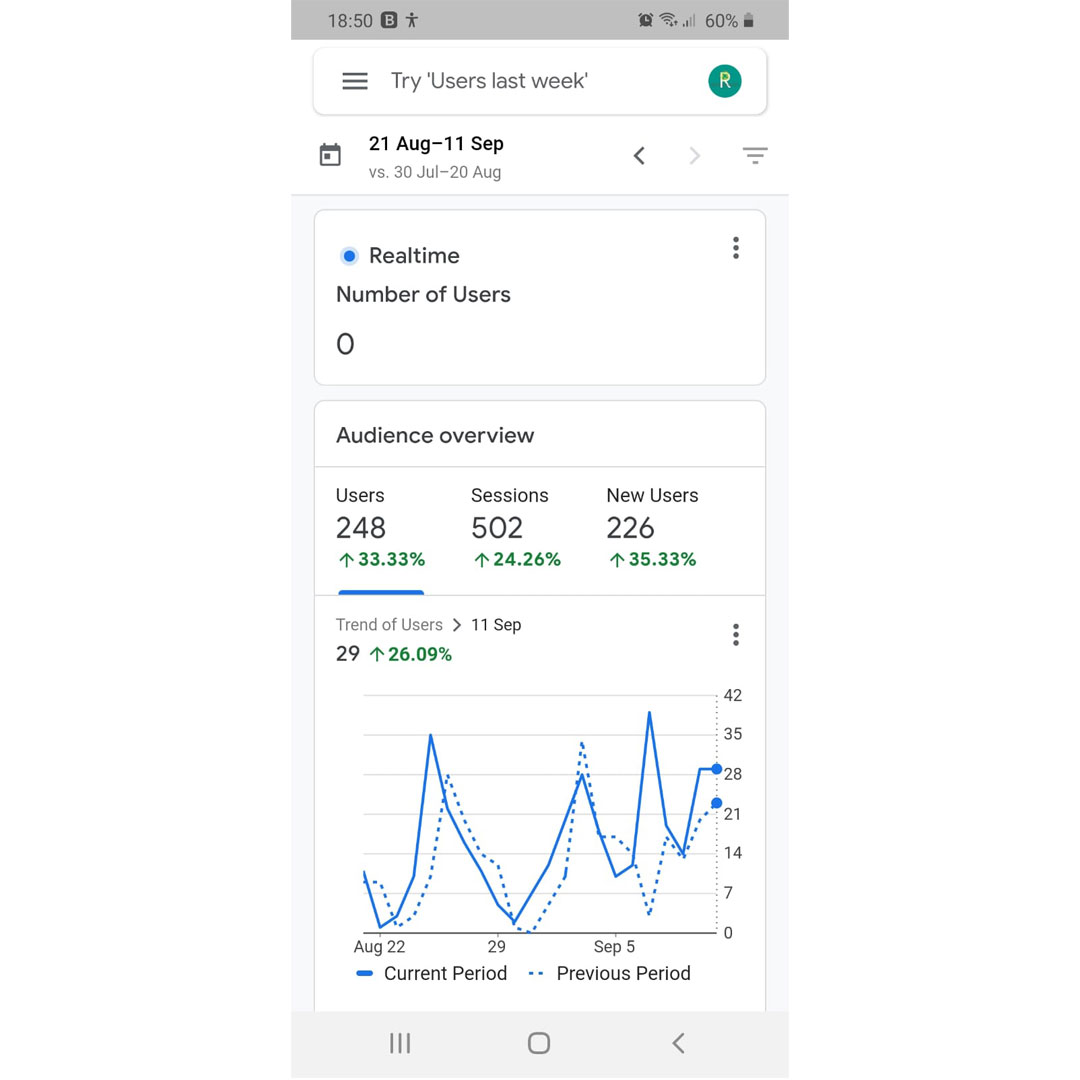 18:50 B 60%
Try 'Users last week' R
21 Aug–11 Sep
vs. 30 Jul–20 Aug
Realtime
Number of Users
0
Audience overview
Users Sessions New Users
248 502 226
↑33.33% ↑24.26% ↑35.33%
Trend of Users > 11 Sep
29 ↑26.09%
42
35
28
21
14
7
0
Aug 22 29 Sep 5
Current Period Previous Period